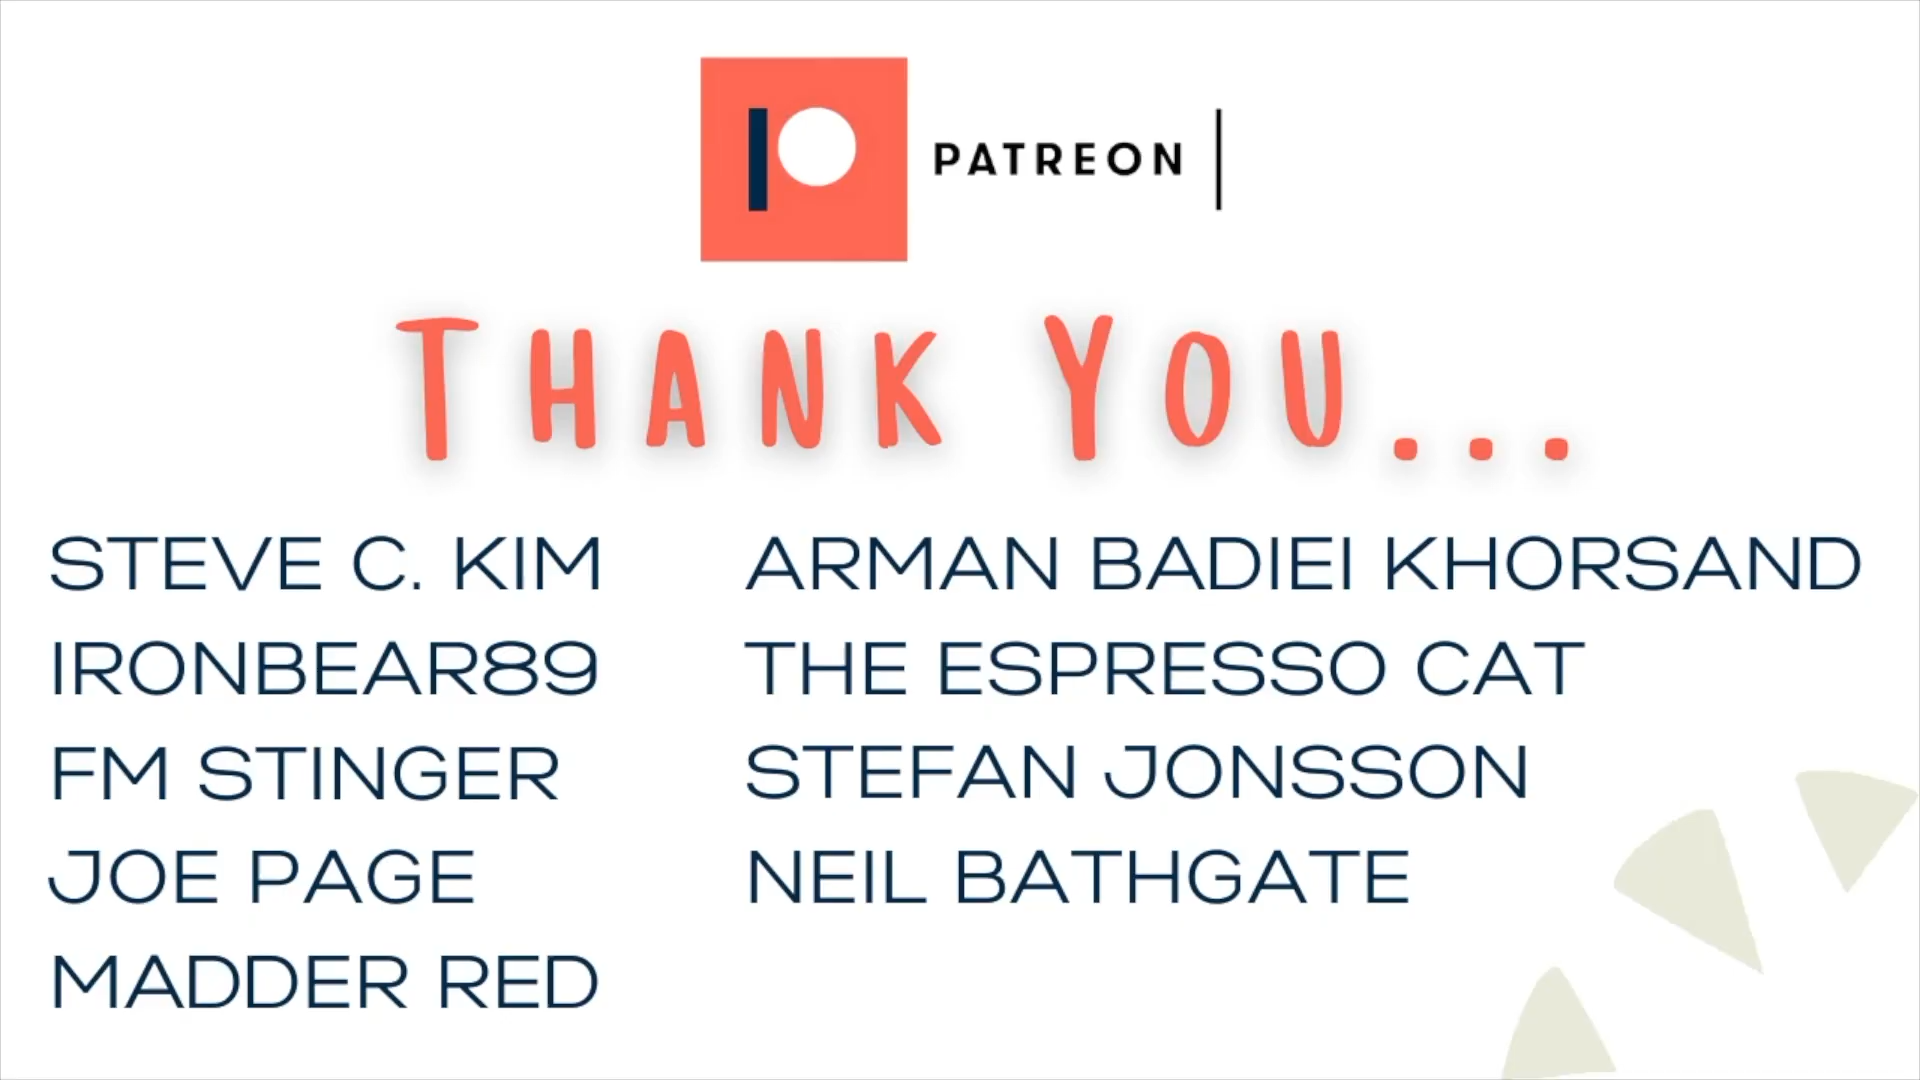 PATREON
THANK YOU...
STEVE C. KIM
IRONBEAR89
FM STINGER
JOE PAGE
MADDER RED
ARMAN BADIEI KHORSAND
THE ESPRESSO CAT
STEFAN JONSSON
NEIL BATHGATE